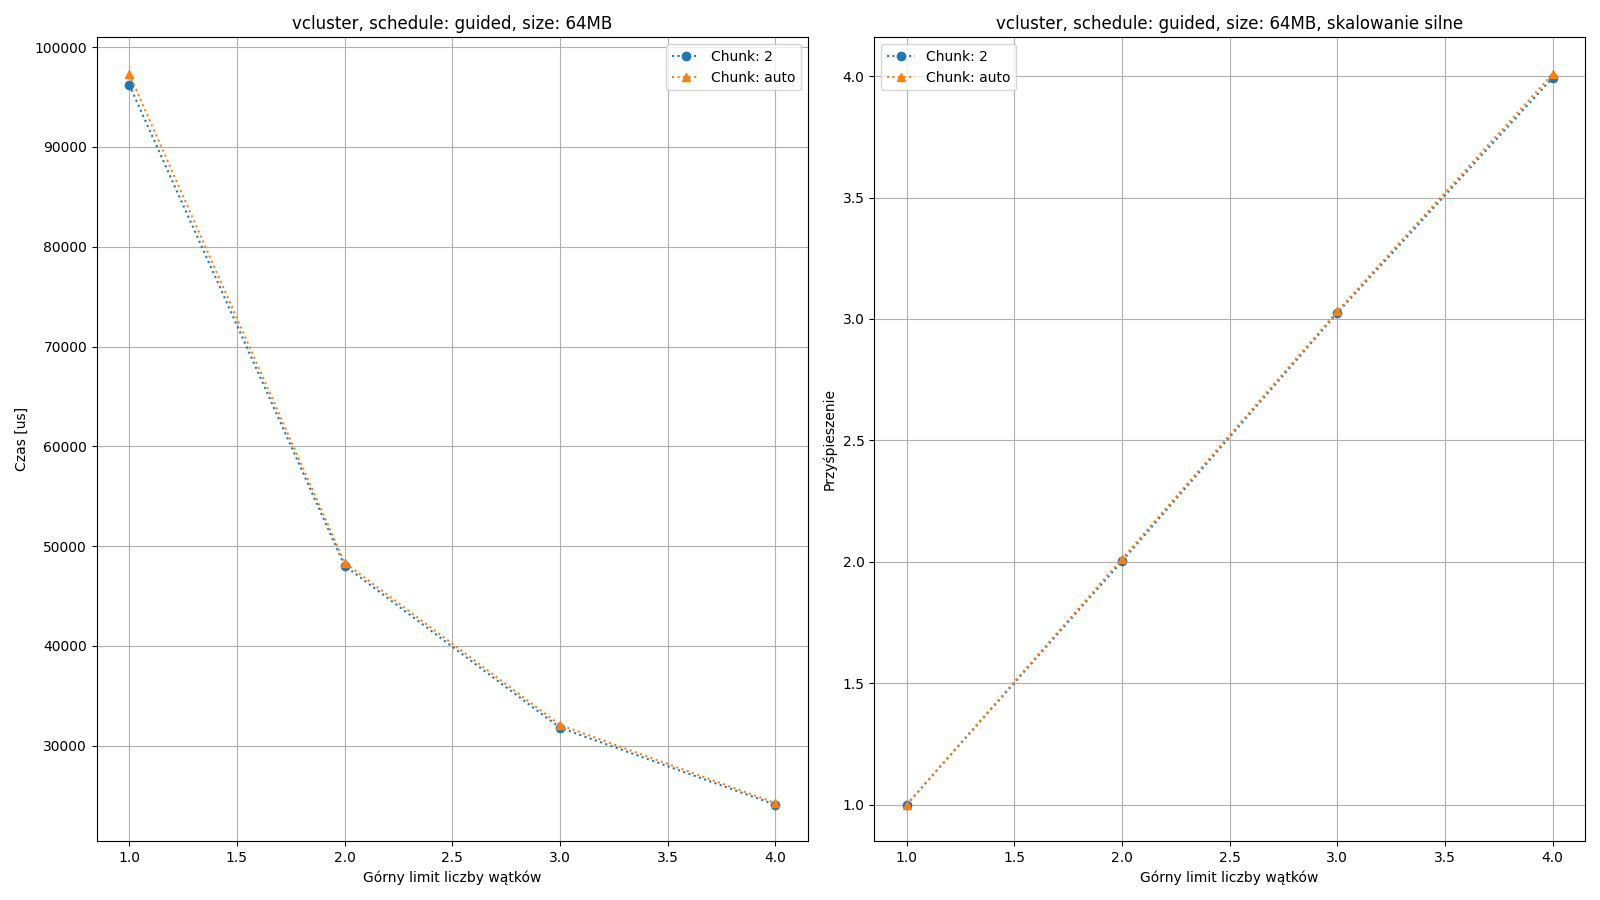 vcluster, schedule: guided, size: 64MB
Chunk: 2
Chunk: auto
100000
90000
80000
70000
60000
50000
40000
30000
Czas [us]
1.0 1.5 2.0 2.5 3.0 3.5 4.0
Górny limit liczby wątków
vcluster, schedule: guided, size: 64MB, skalowanie silne
Chunk: 2
Chunk: auto
4.0
3.5
3.0
2.5
2.0
1.5
1.0
Przyśpieszenie
1.0 1.5 2.0 2.5 3.0 3.5 4.0
Górny limit liczby wątków